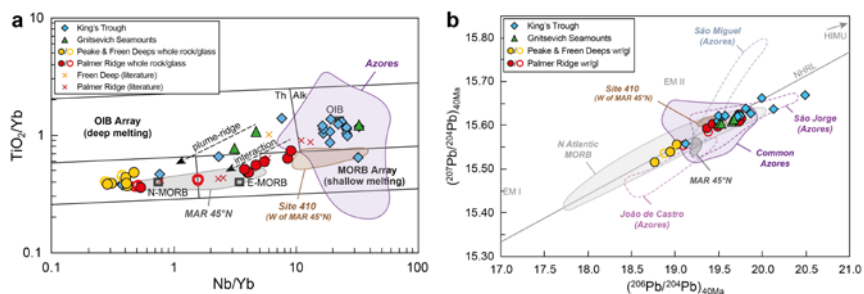 a
King's Trough
Gnitsevich Seamounts
Peake & Freen Deeps whole rock/glass
Palmer Ridge whole rock/glass
Freen Deep (literature)
Palmer Ridge (literature)
Azores
Th
Alk
OIB
OIB Array
(deep melting)
plume-ridge
interaction
MORB Array
(shallow melting)
N-MORB
E-MORB
MAR 45°N
Site 410
(W of MAR 45°N)
TiO2/Yb
10
1
0.1
0.1
1
10
100
Nb/Yb
b
King's Trough
Gnitsevich Seamounts
Peake & Freen Deeps wr/gl
Palmer Ridge wr/gl
São Miguel
(Azores)
HIMU
NHRL
EM II
Site 410
(W of MAR 45°N)
São Jorge
(Azores)
N Atlantic
MORB
Common
Azores
MAR 45°N
EM I
João de Castro
(Azores)
(207Pb/204Pb)40Ma
15.80
15.70
15.60
15.50
15.40
15.30
17.0
17.5
18.0
18.5
19.0
19.5
20.0
20.5
21.0
(206Pb/204Pb)40Ma